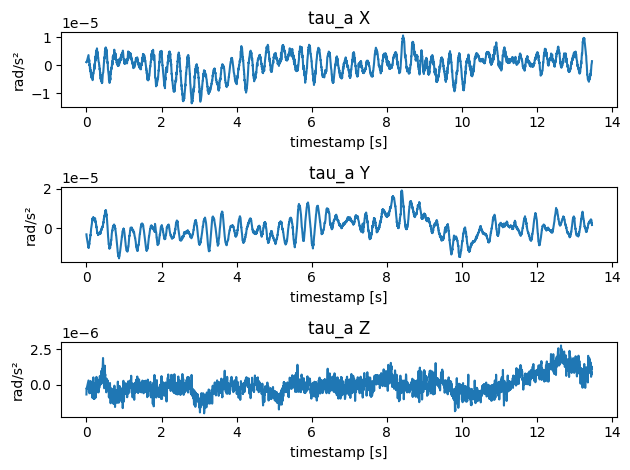 tau_a X
1e−5
rad/s²
1
0
−1
0 2 4 6 8 10 12 14
timestamp [s]
tau_a Y
1e−5
rad/s²
2
0
0 2 4 6 8 10 12 14
timestamp [s]
tau_a Z
1e−6
rad/s²
2.5
0.0
0 2 4 6 8 10 12 14
timestamp [s]